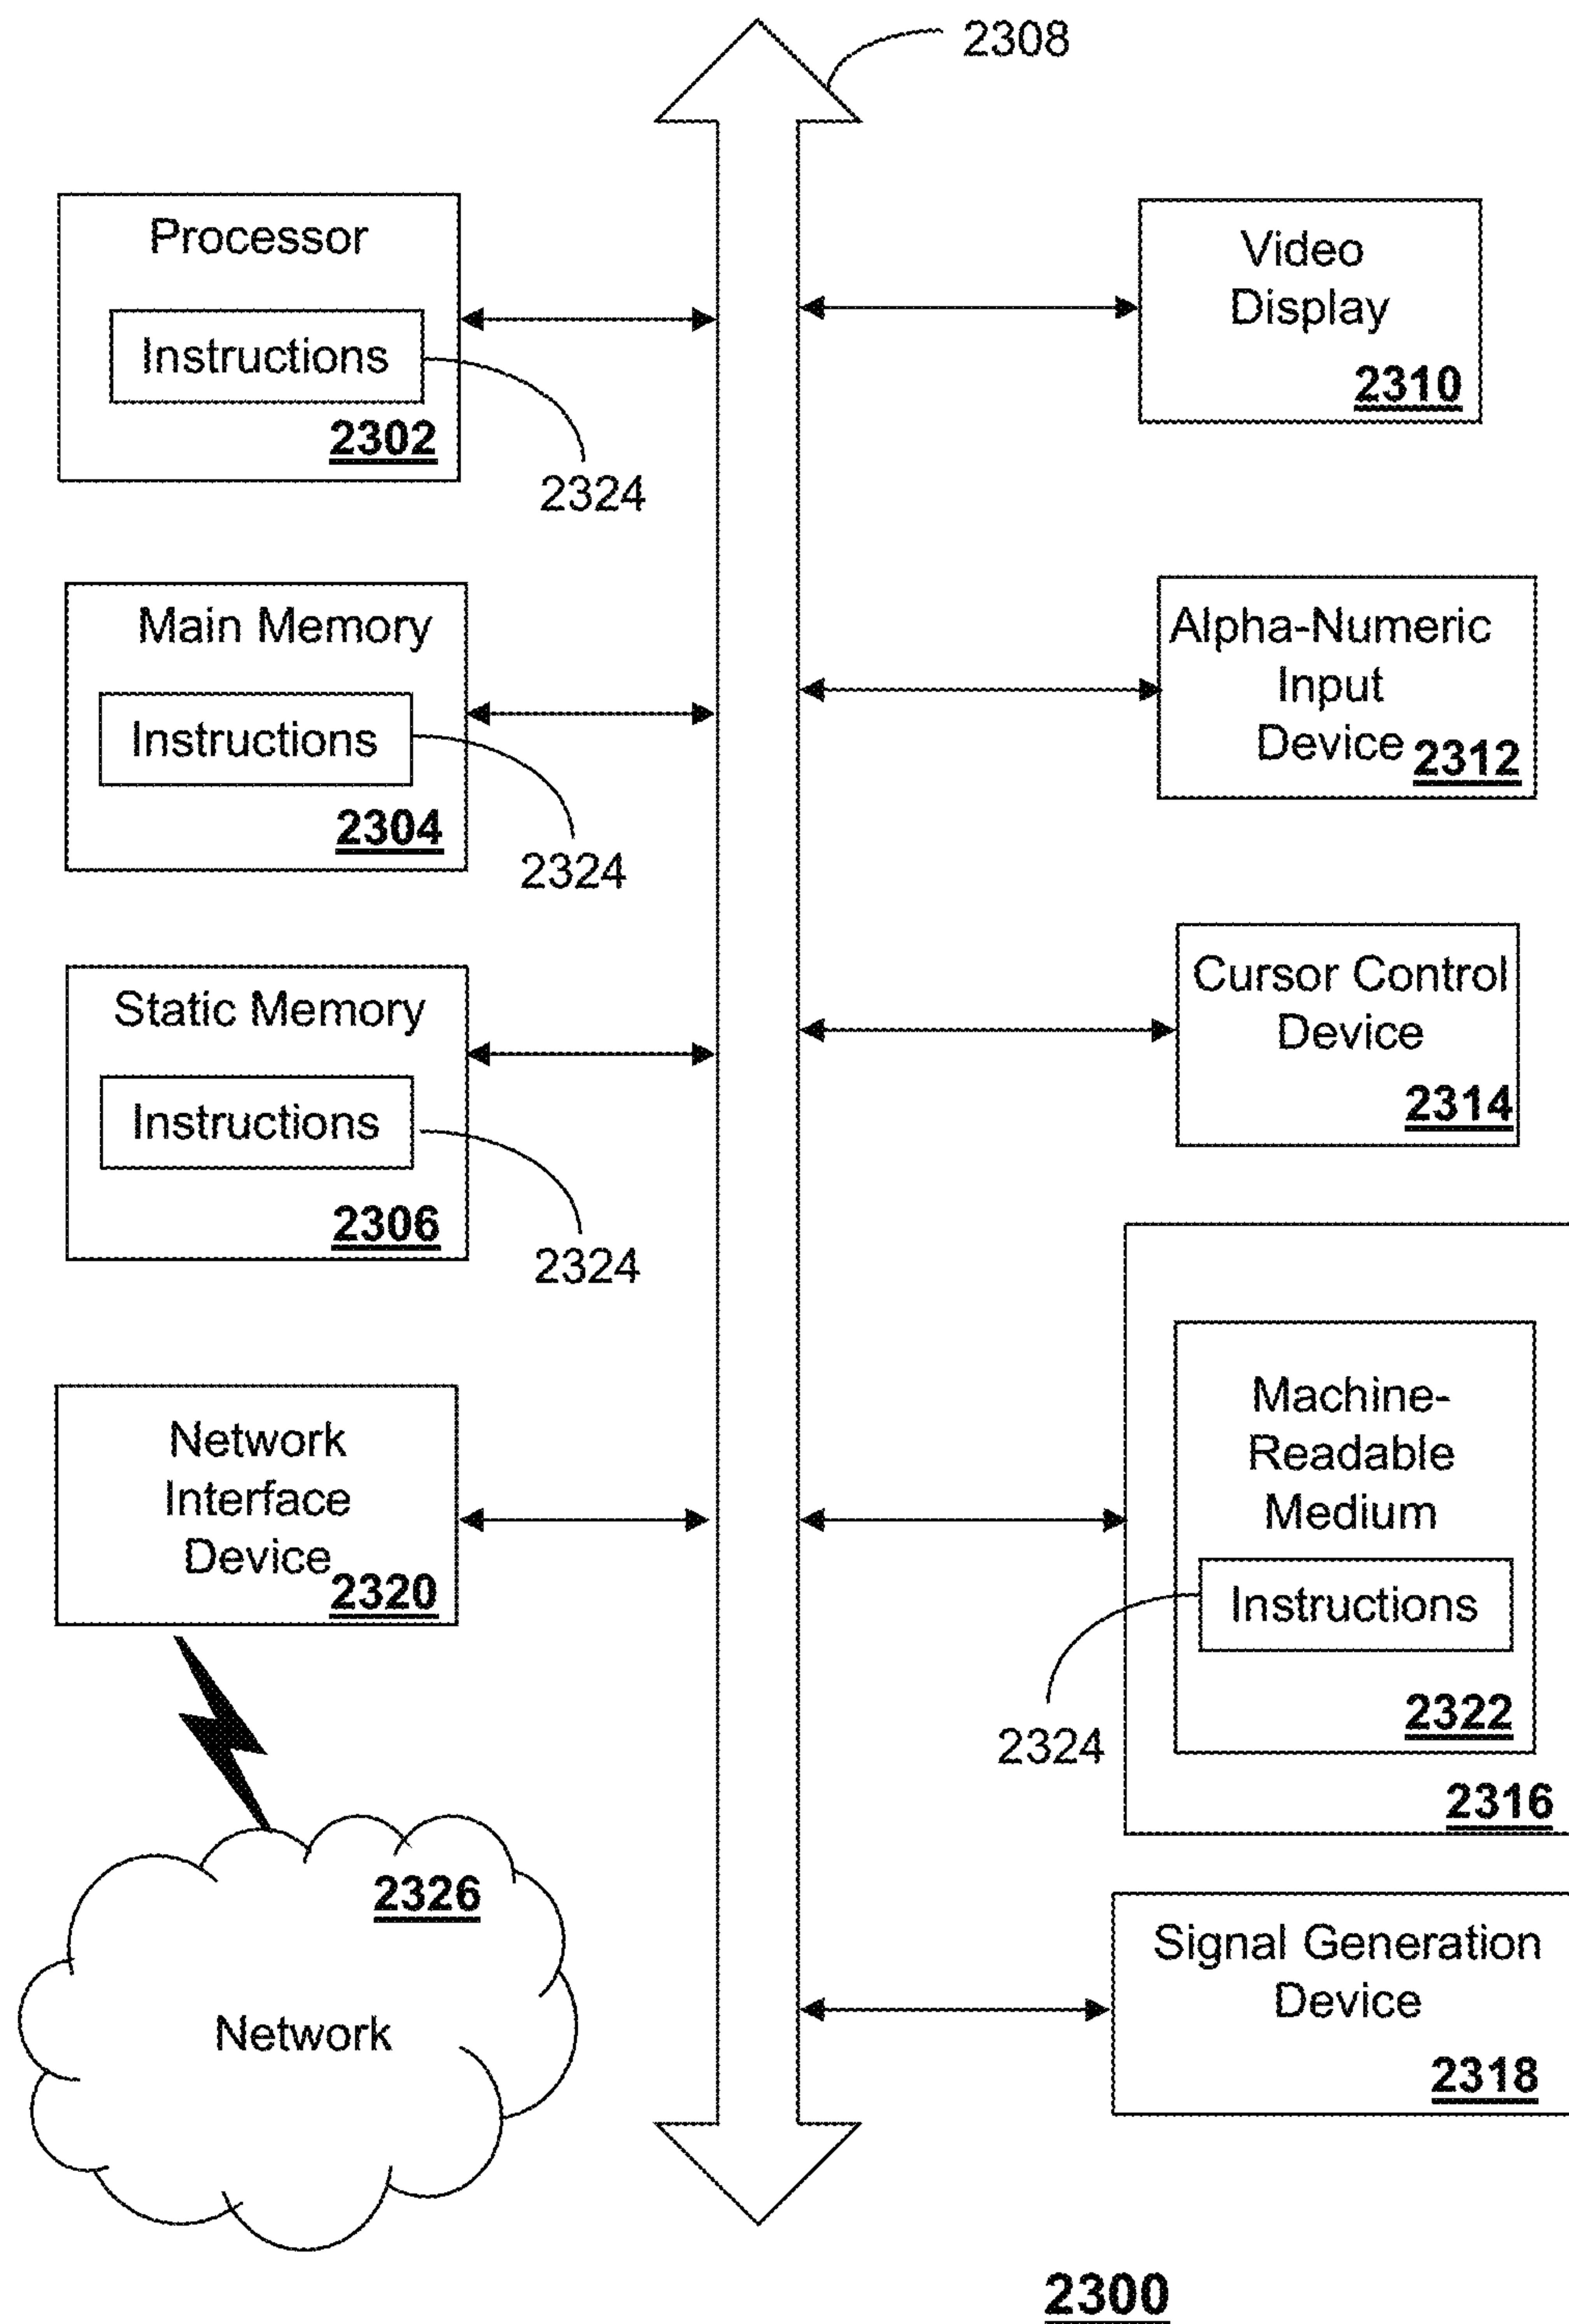 2308
Processor
Instructions
2302
2324
Main Memory
Instructions
2304
2324
Static Memory
Instructions
2306
2324
Network
Interface
Device
2320
2326
Network
Video
Display
2310
Alpha-Numeric
Input
Device
2312
Cursor Control
Device
2314
Machine-
Readable
Medium
Instructions
2324
2322
2316
Signal Generation
Device
2318
2300